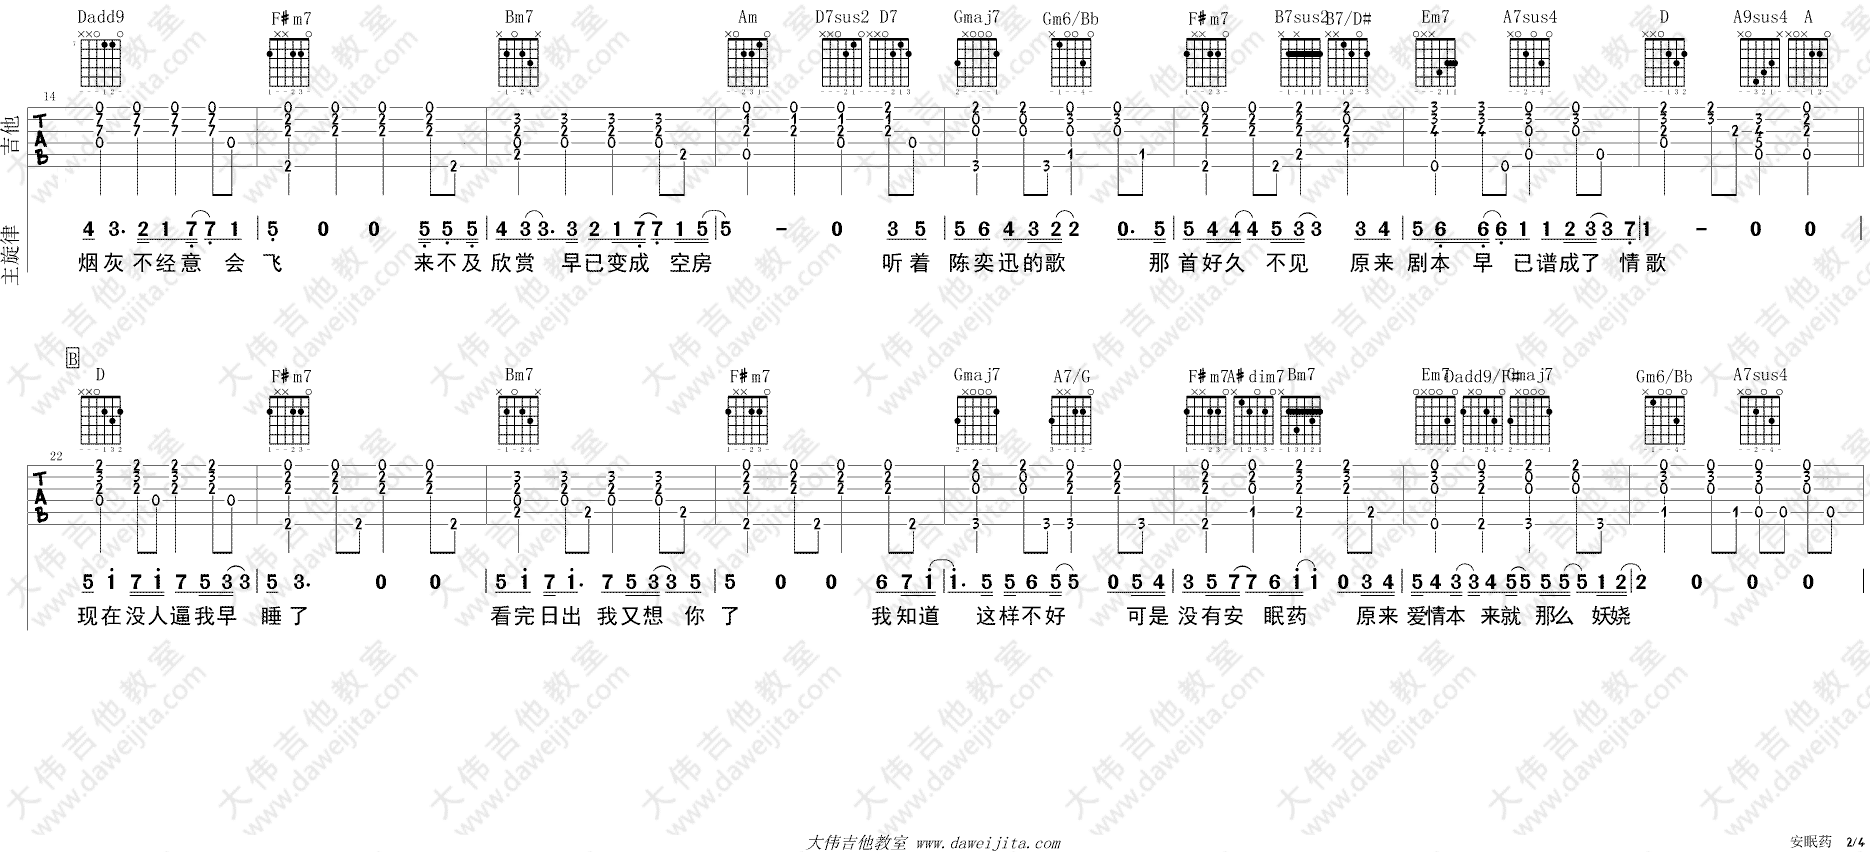 Dadd9 F#m7 Bm7 Am D7sus2 D7 Gmaj7 Gm6/Bb F#m7 B7sus2 B7/D# Em7 A7sus4 D A9sus4 A
14
吉他
TAB
主旋律
4 3. 2 1 7 7 1 5 0 0 5 5 5 4 3 3. 3 2 1 7 7 1 5 5 - 0 3 5 5 6 4 3 2 2 0. 5 5 4 4 4 5 3 3 3 4 5 6 6 6 1 1 2 3 3 7 1 - 0 0
烟灰 不经意 会 飞 来不及 欣赏 早已变成 空房 听着 陈奕迅的歌 那 首好久 不见 原来 剧本 早 已谱成了 情歌
B
D F#m7 Bm7 F#m7 Gmaj7 A7/G F#m7 A#dim7 Bm7 Em7 Dadd9/F# Gmaj7 Gm6/Bb A7sus4
22
TAB
5 1 7 1 7 5 3 3 5 3. 0 0 5 1 7 1. 7 5 3 3 5 5 0 0 6 7 1 1. 5 5 6 5 5 0 5 4 3 5 7 7 6 1 1 0 3 4 5 4 3 3 4 5 5 5 5 5 1 2 2 0 0 0
现在没人逼我早 睡了 看完日出 我又想 你 了 我知道 这样不好 可是 没有安 眠药 原来 爱情本 来就 那么 妖娆
大伟吉他教室 www.daweijita.com
安眠药 2/4